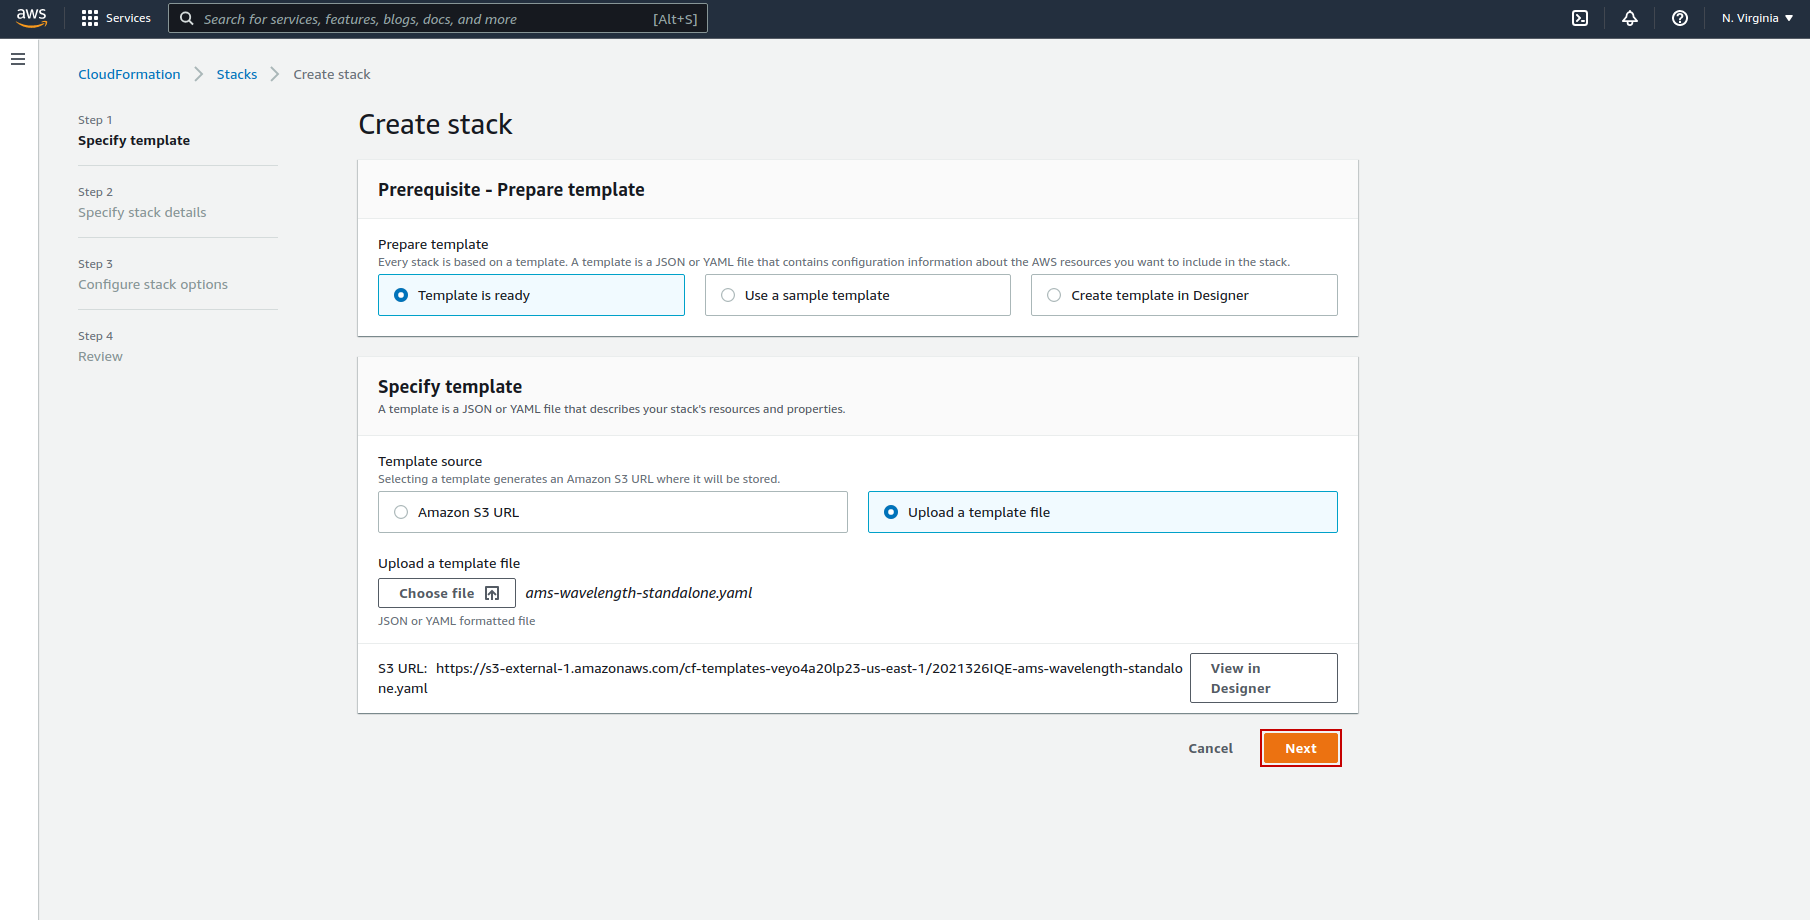 aws
Services
Search for services, features, blogs, docs, and more
[Alt+S]
N. Virginia
CloudFormation
Stacks
Create stack
Step 1
Specify template
Step 2
Specify stack details
Step 3
Configure stack options
Step 4
Review
Create stack
Prerequisite - Prepare template
Prepare template
Every stack is based on a template. A template is a JSON or YAML file that contains configuration information about the AWS resources you want to include in the stack.
Template is ready
Use a sample template
Create template in Designer
Specify template
A template is a JSON or YAML file that describes your stack's resources and properties.
Template source
Selecting a template generates an Amazon S3 URL where it will be stored.
Amazon S3 URL
Upload a template file
Upload a template file
Choose file
ams-wavelength-standalone.yaml
JSON or YAML formatted file
S3 URL: https://s3-external-1.amazonaws.com/cf-templates-veyo4a20lp23-us-east-1/2021326IQE-ams-wavelength-standalo
ne.yaml
View in
Designer
Cancel
Next